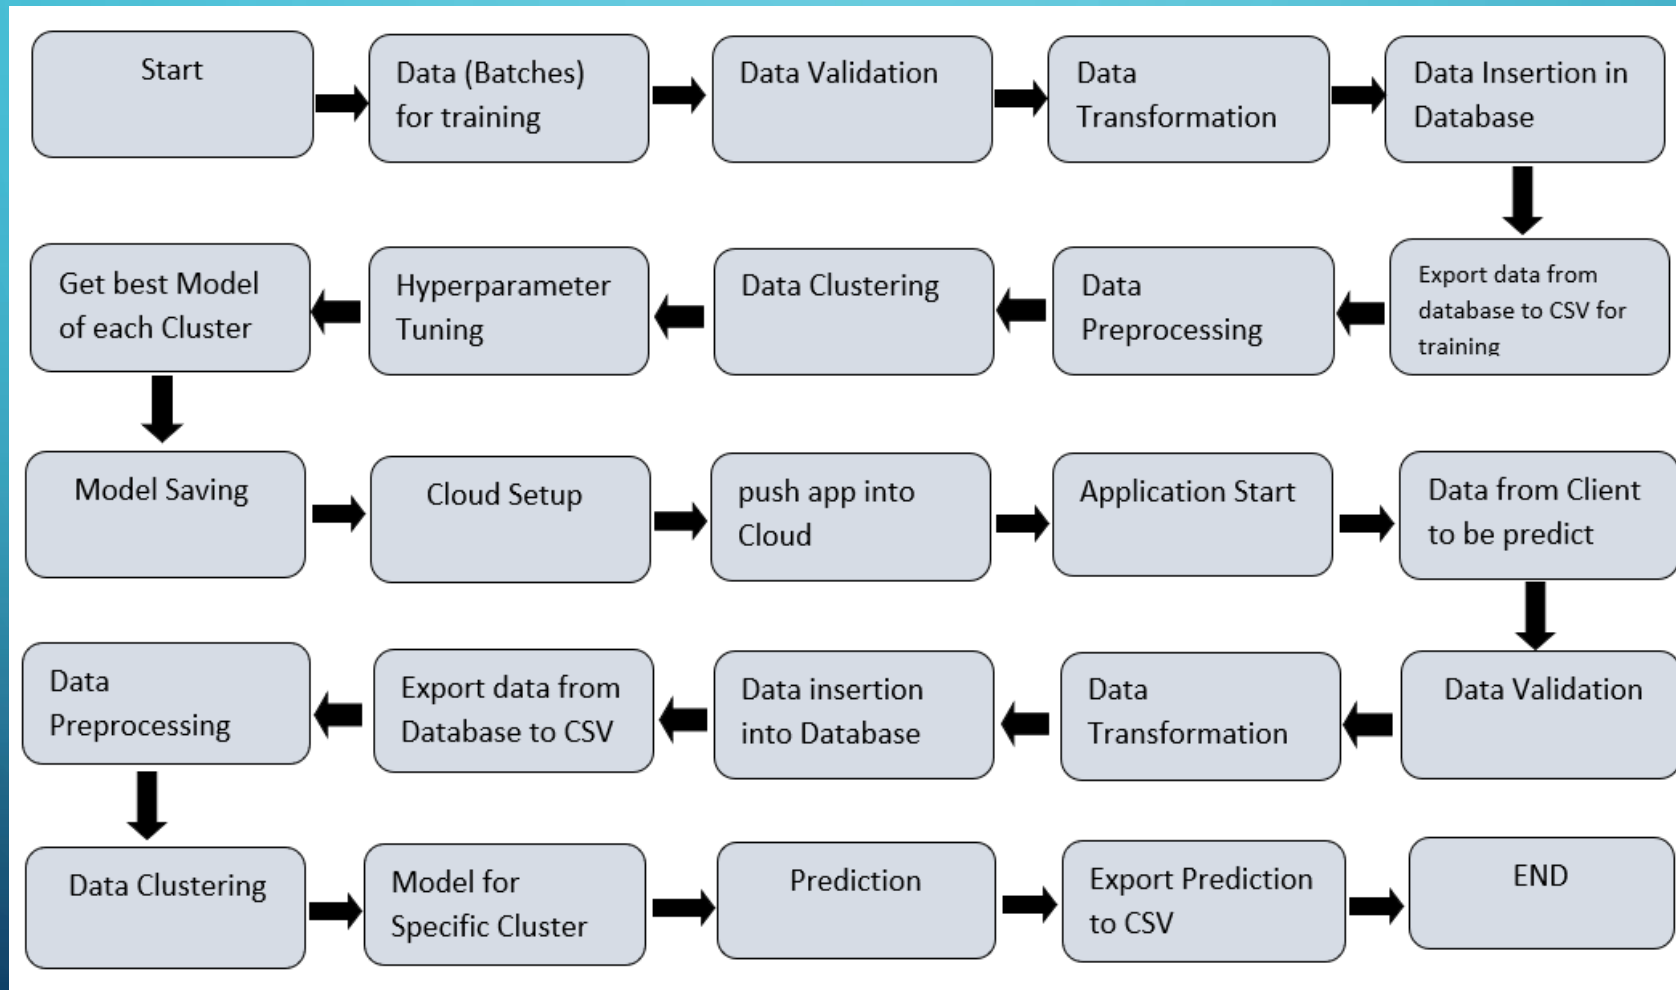 Start
Data (Batches)
for training
Data Validation
Data
Transformation
Data Insertion in
Database
Get best Model
of each Cluster
Hyperparameter
Tuning
Data Clustering
Data
Preprocessing
Export data from
database to CSV for
training
Model Saving
Cloud Setup
push app into
Cloud
Application Start
Data from Client
to be predict
Data
Preprocessing
Export data from
Database to CSV
Data insertion
into Database
Data
Transformation
Data Validation
Data Clustering
Model for
Specific Cluster
Prediction
Export Prediction
to CSV
END